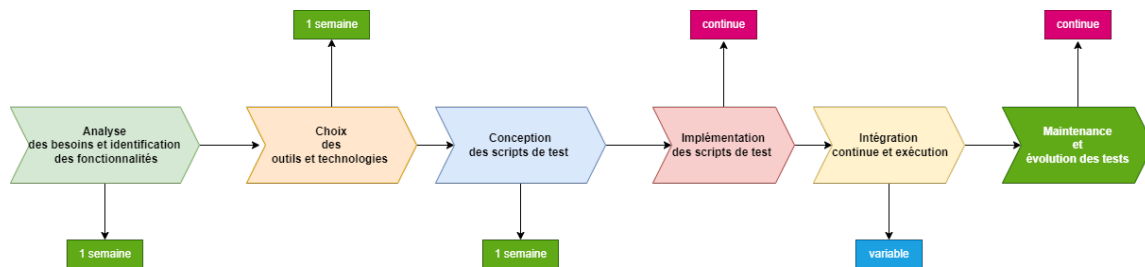 1 semaine
continue
continue
Analyse
des besoins et identification
des fonctionnalités
Choix
des
outils et technologies
Conception
des scripts de test
Implémentation
des scripts de test
Intégration
continue et exécution
Maintenance
et
évolution des tests
1 semaine
1 semaine
variable